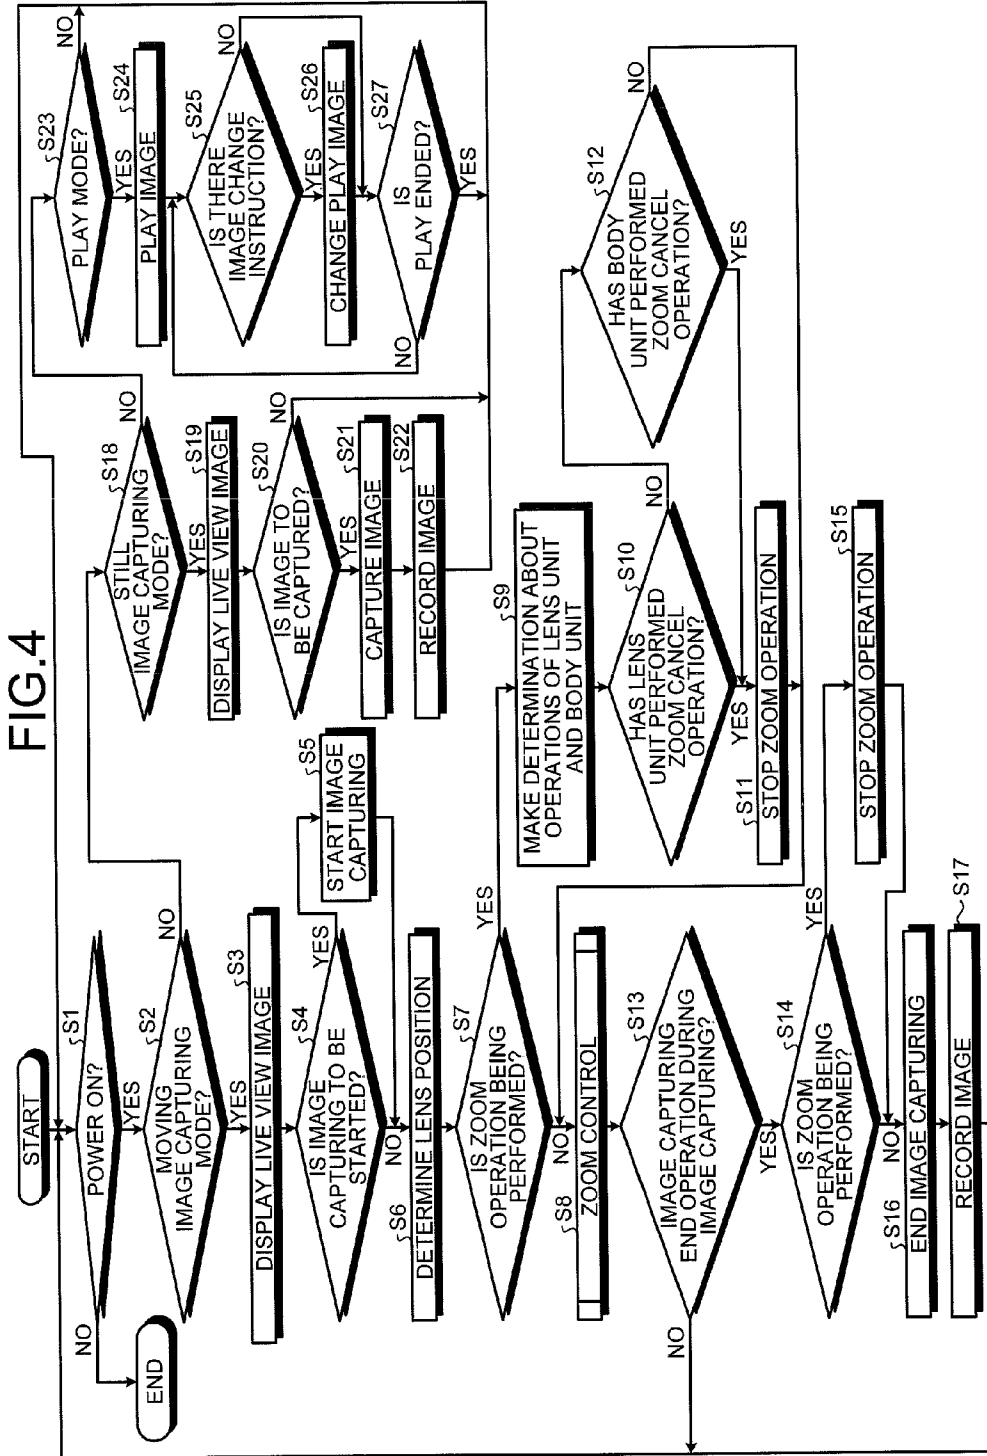 FIG.4
START
POWER ON?
S1
NO
END
YES
MOVING
IMAGE CAPTURING
MODE?
S2
NO
YES
DISPLAY LIVE VIEW IMAGE
S3
IS IMAGE
CAPTURING TO BE
STARTED?
S4
YES
START IMAGE
CAPTURING
S5
NO
S6
DETERMINE LENS POSITION
IS ZOOM
OPERATION BEING
PERFORMED?
S7
YES
NO
S8
ZOOM CONTROL
MAKE DETERMINATION ABOUT
OPERATIONS OF LENS UNIT
AND BODY UNIT
S9
HAS LENS
UNIT PERFORMED
ZOOM CANCEL
OPERATION?
S10
NO
YES
S11
STOP ZOOM OPERATION
HAS BODY
UNIT PERFORMED
ZOOM CANCEL
OPERATION?
S12
NO
YES
IMAGE CAPTURING
END OPERATION DURING
IMAGE CAPTURING?
S13
NO
YES
IS ZOOM
OPERATION BEING
PERFORMED?
S14
YES
STOP ZOOM OPERATION
S15
NO
S16
END IMAGE CAPTURING
RECORD IMAGE
S17
STILL
IMAGE CAPTURING
MODE?
S18
NO
YES
DISPLAY LIVE VIEW IMAGE
S19
IS IMAGE TO
BE CAPTURED?
S20
NO
YES
CAPTURE IMAGE
S21
RECORD IMAGE
S22
PLAY MODE?
S23
NO
YES
PLAY IMAGE
S24
IS THERE
IMAGE CHANGE
INSTRUCTION?
S25
NO
YES
CHANGE PLAY IMAGE
S26
IS
PLAY ENDED?
S27
NO
YES